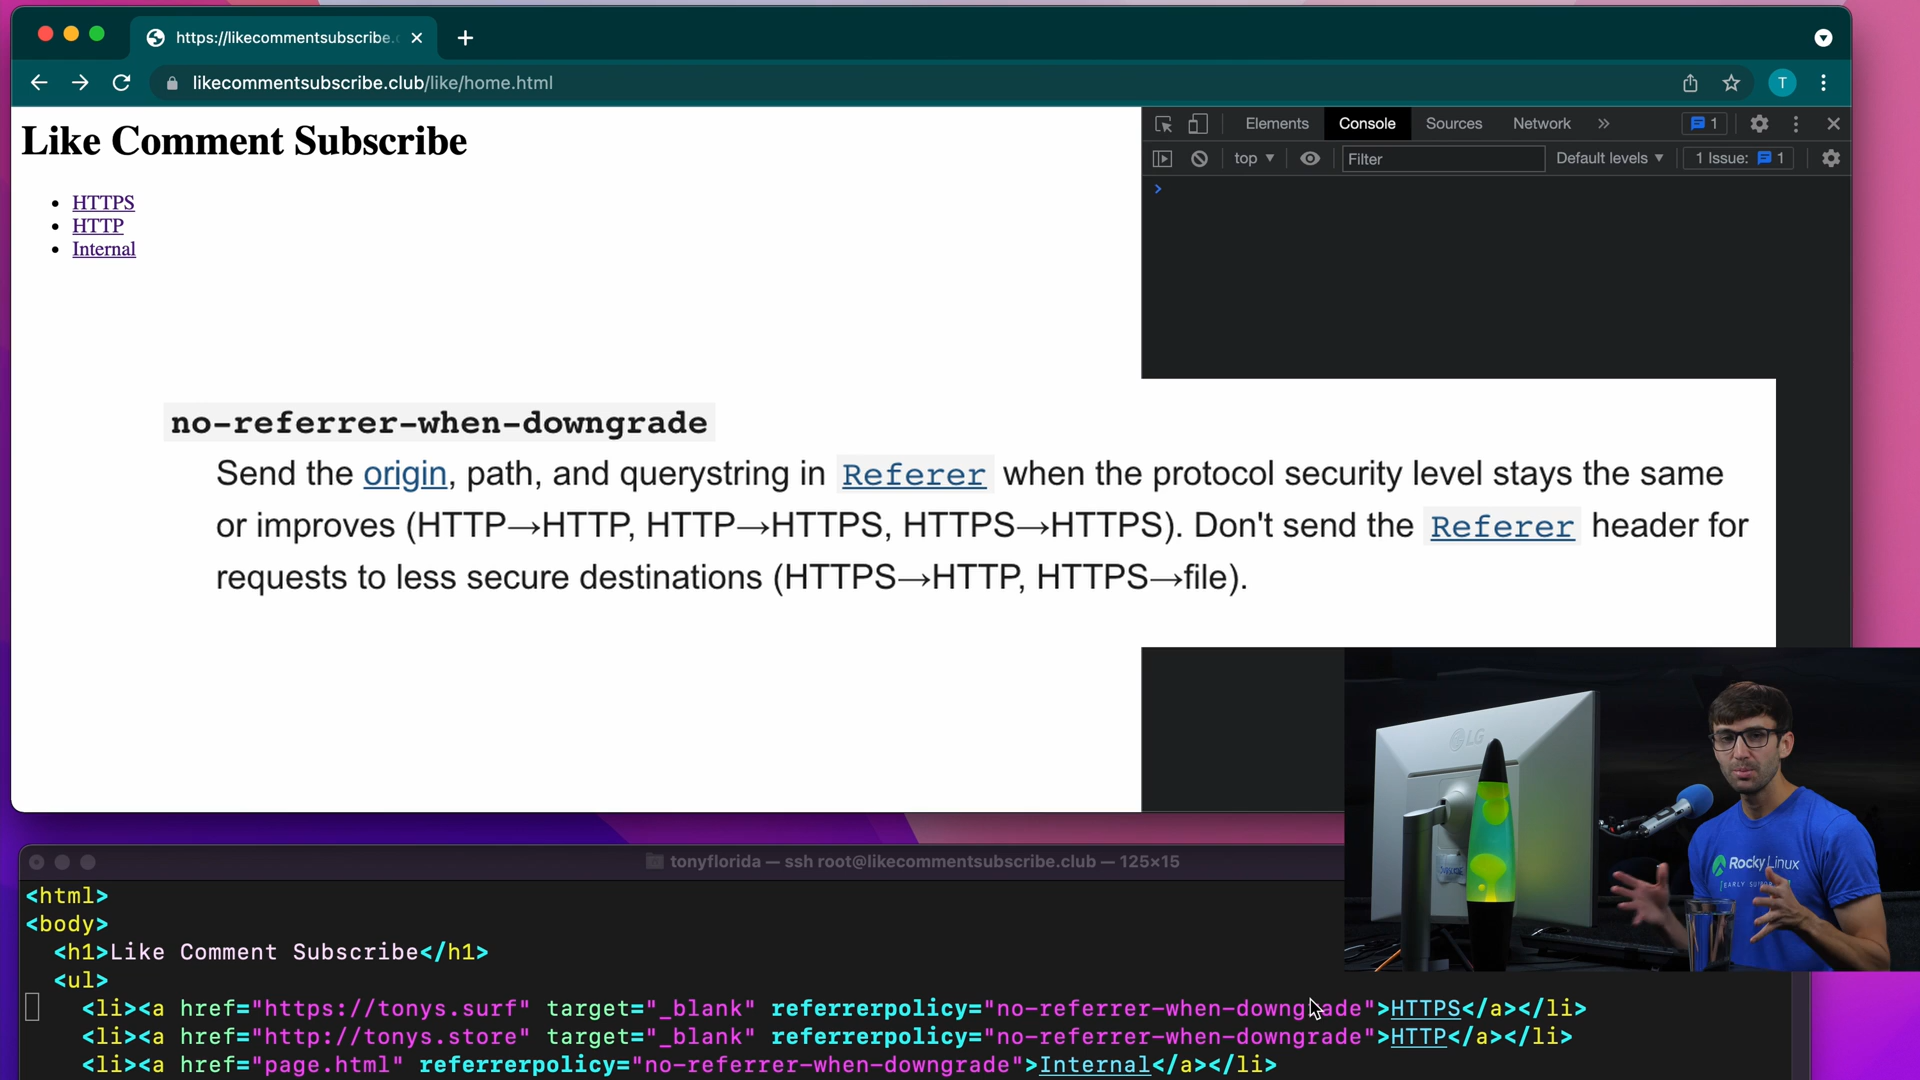 https://likecommentsubscribe.c
likecommentsubscribe.club/like/home.html
T
Like Comment Subscribe
HTTPS
HTTP
Internal
Elements Console Sources Network » 1
top Filter Default levels 1 Issue: 1
no-referrer-when-downgrade
Send the origin, path, and querystring in Referer when the protocol security level stays the same
or improves (HTTP→HTTP, HTTP→HTTPS, HTTPS→HTTPS). Don't send the Referer header for
requests to less secure destinations (HTTPS→HTTP, HTTPS→file).
LG
Rocky Linux
tonyflorida — ssh root@likecommentsubscribe.club — 125×15
<html>
<body>
<h1>Like Comment Subscribe</h1>
<ul>
<li><a href="https://tonys.surf" target="_blank" referrerpolicy="no-referrer-when-downgrade">HTTPS</a></li>
<li><a href="http://tonys.store" target="_blank" referrerpolicy="no-referrer-when-downgrade">HTTP</a></li>
<li><a href="page.html" referrerpolicy="no-referrer-when-downgrade">Internal</a></li>